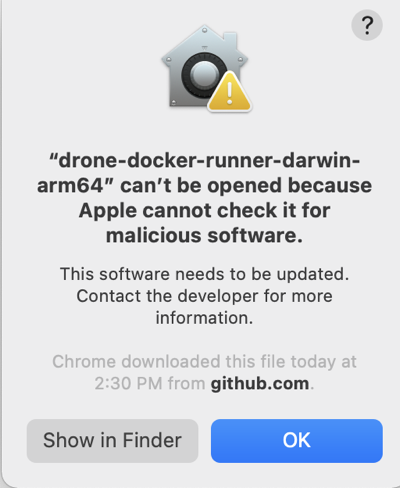 ?
“drone-docker-runner-darwin-
arm64” can’t be opened because
Apple cannot check it for
malicious software.
This software needs to be updated.
Contact the developer for more
information.
Chrome downloaded this file today at
2:30 PM from github.com.
Show in Finder
OK